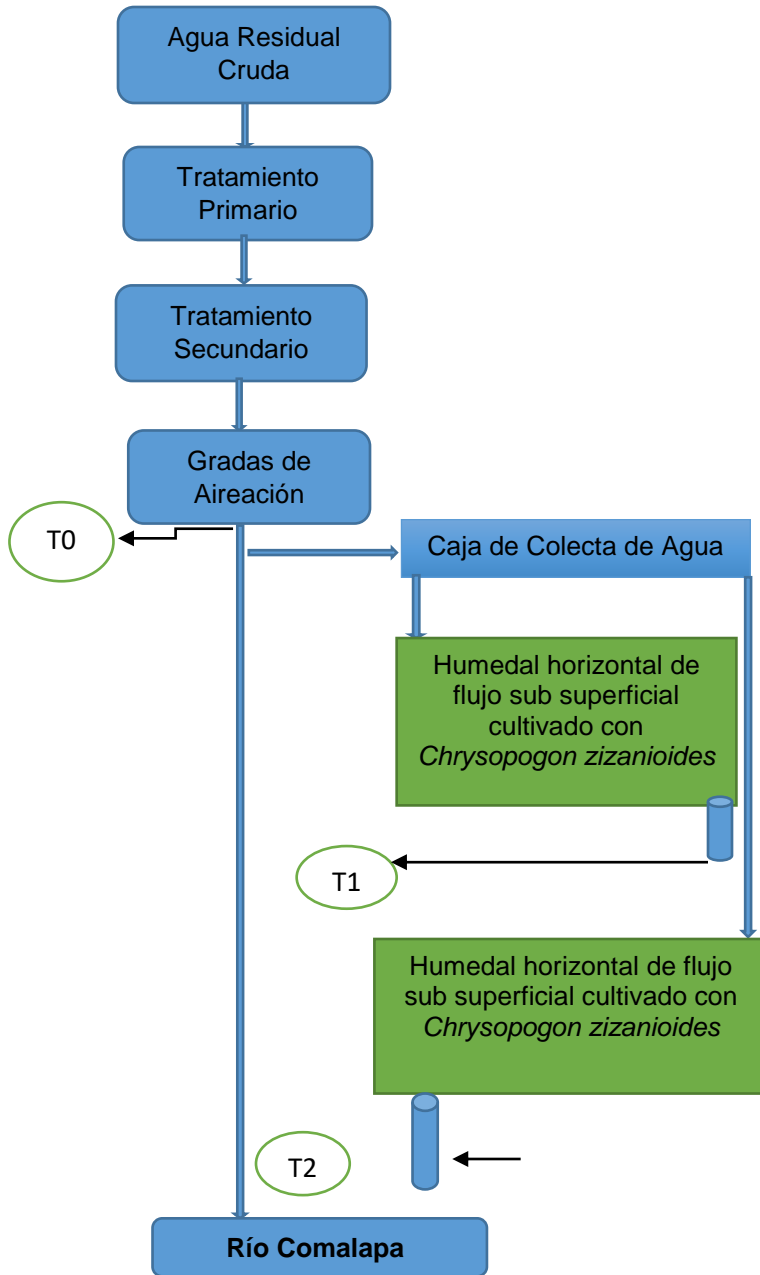 Agua Residual
Cruda
Tratamiento
Primario
Tratamiento
Secundario
Gradas de
Aireación
T0
Caja de Colecta de Agua
Humedal horizontal de
flujo sub superficial
cultivado con
Chrysopogon zizanioides
T1
Humedal horizontal de flujo
sub superficial cultivado con
Chrysopogon zizanioides
T2
Río Comalapa